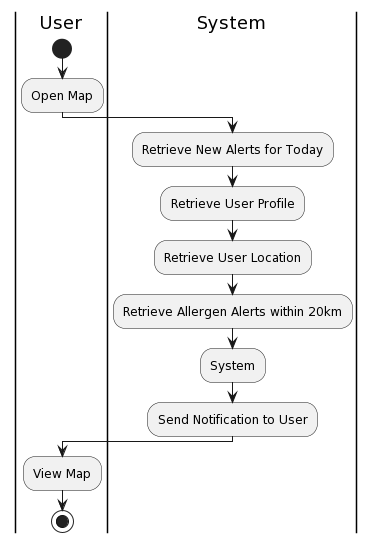 User
System
Open Map
Retrieve New Alerts for Today
Retrieve User Profile
Retrieve User Location
Retrieve Allergen Alerts within 20km
System
Send Notification to User
View Map